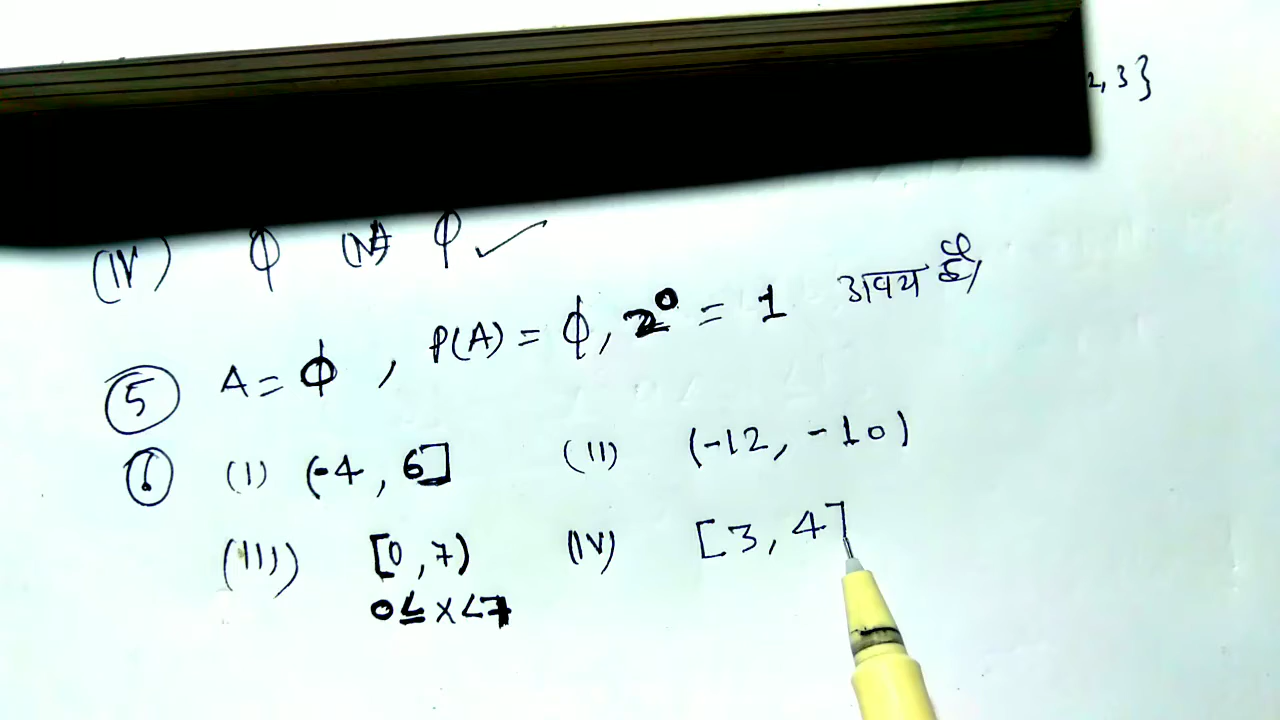 2, 3}
(IV) ϕ ϕ ✓
(5) A = ϕ , P(A) = ϕ, 2⁰ = 1 अवयव है।
(6) (I) (-4, 6] (II) (-12, -10)
(III) [0, 7) (IV) [3, 4]
0 ≤ x < 7